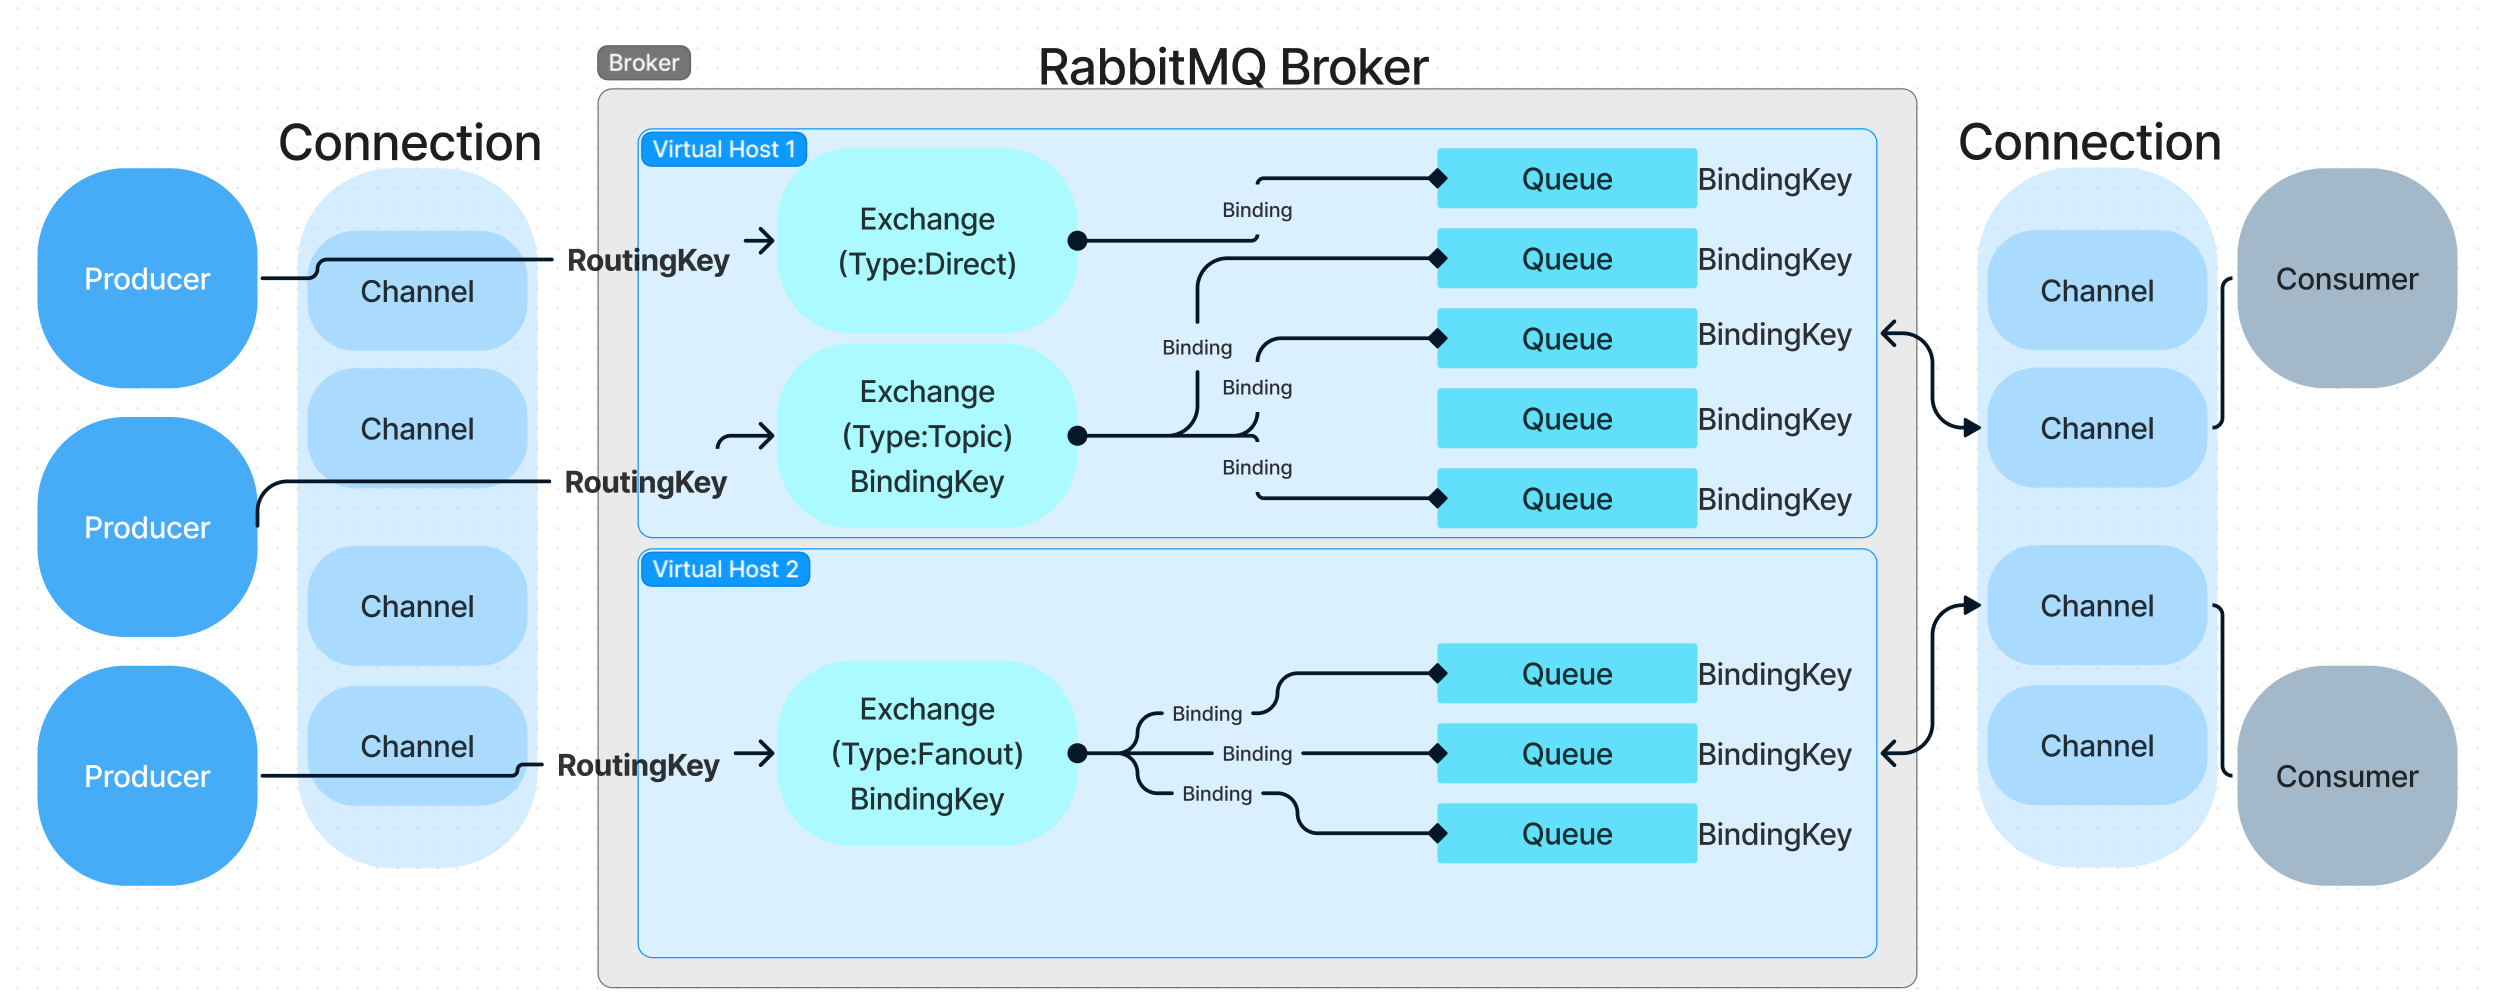 Broker
RabbitMQ Broker
Connection
Connection
Producer
Producer
Producer
Channel
Channel
Channel
Channel
RoutingKey
RoutingKey
RoutingKey
Virtual Host 1
Exchange
(Type:Direct)
Exchange
(Type:Topic)
BindingKey
Binding
Binding
Binding
Binding
Queue
BindingKey
Queue
BindingKey
Queue
BindingKey
Queue
BindingKey
Queue
BindingKey
Virtual Host 2
Exchange
(Type:Fanout)
BindingKey
Binding
Binding
Binding
Queue
BindingKey
Queue
BindingKey
Queue
BindingKey
Channel
Channel
Channel
Channel
Consumer
Consumer